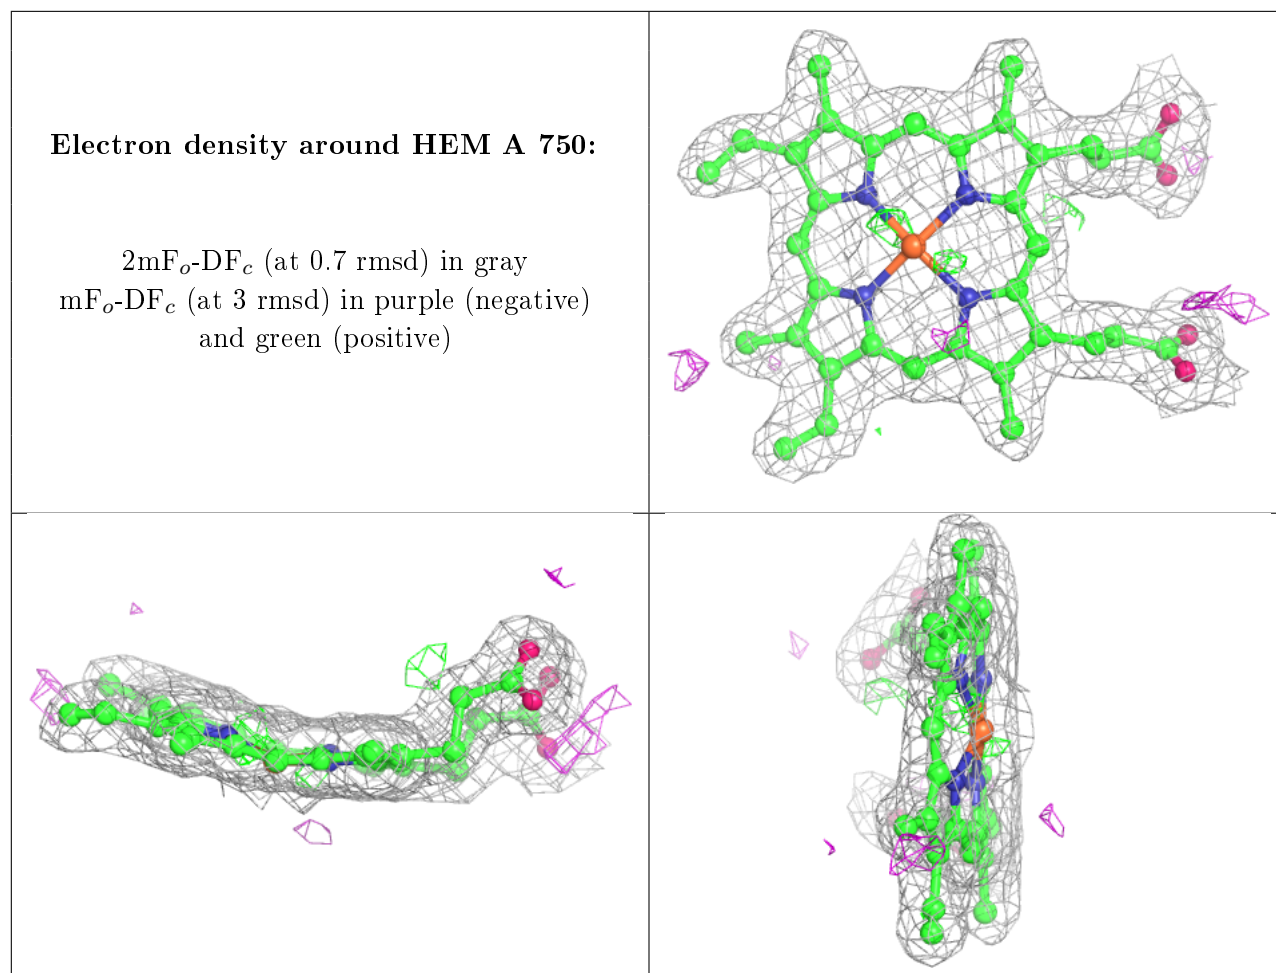 Electron density around HEM A 750:
2mFo-DFc (at 0.7 rmsd) in gray
mFo-DFc (at 3 rmsd) in purple (negative)
and green (positive)